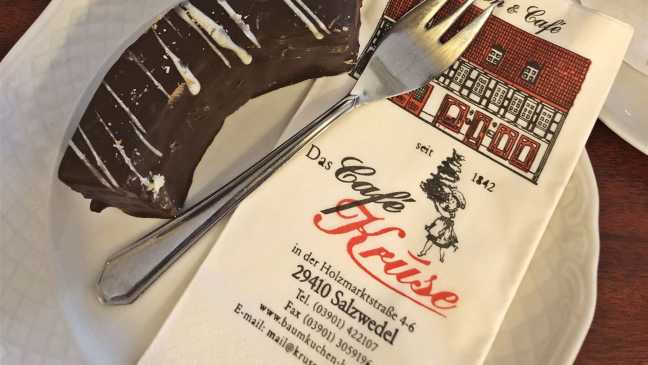 & Café
seit 1842
Das Café
Kruse
in der Holzmarktstraße 4-6
29410 Salzwedel
Tel. (03901) 422107
Fax (03901) 3059196
www.baumkuchen-
E-mail: mail@kruse